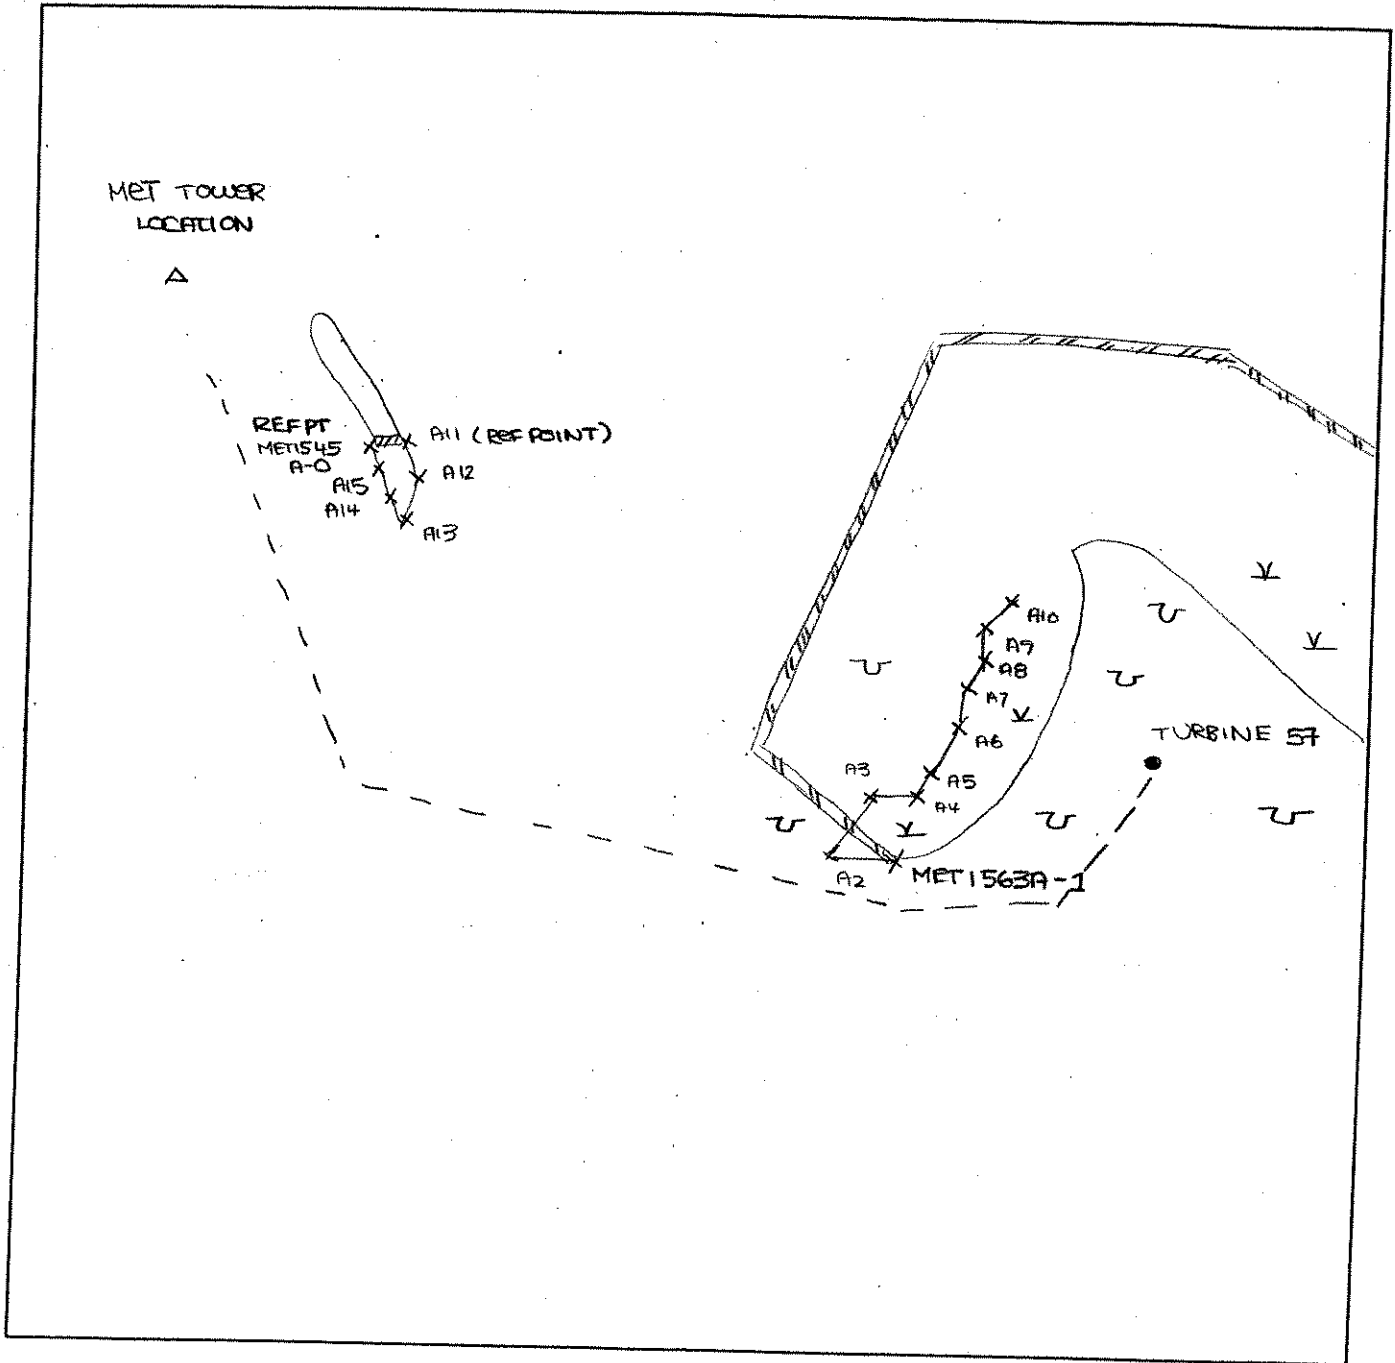 MET TOWER
LOCATION
REFPT
MET1545
A-0
A11 (REF POINT)
A12
A15
A14
A13
A10
A9
A8
A7
A6
TURBINE 57
A3
A5
A4
A2
MET1563A-1